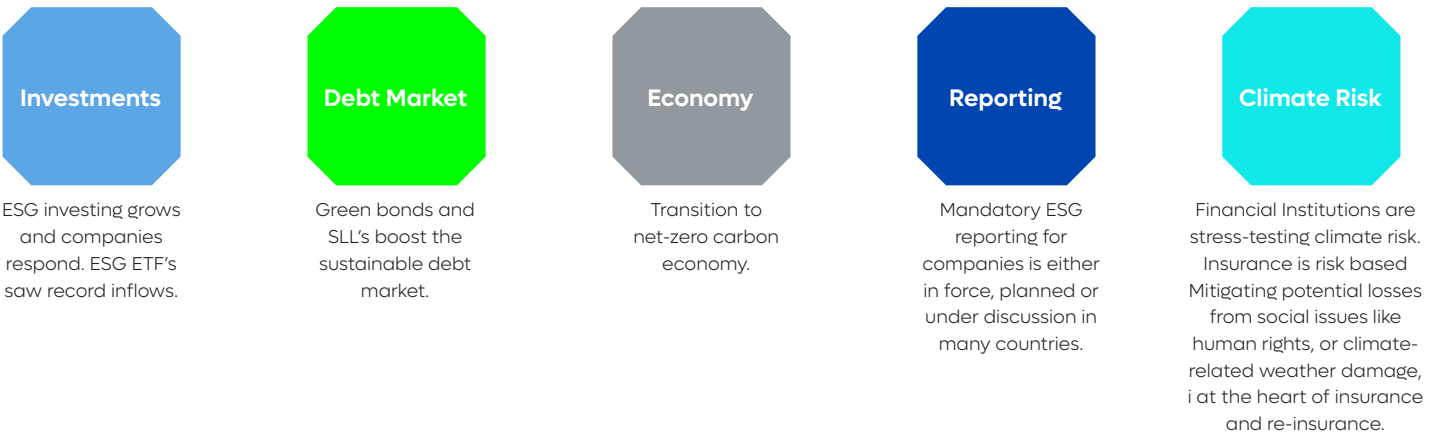 Investments
ESG investing grows
and companies
respond. ESG ETF's
saw record inflows.
Debt Market
Green bonds and
SLL's boost the
sustainable debt
market.
Economy
Transition to
net-zero carbon
economy.
Reporting
Mandatory ESG
reporting for
companies is either
in force, planned or
under discussion in
many countries.
Climate Risk
Financial Institutions are
stress-testing climate risk.
Insurance is risk based
Mitigating potential losses
from social issues like
human rights, or climate-
related weather damage,
i at the heart of insurance
and re-insurance.